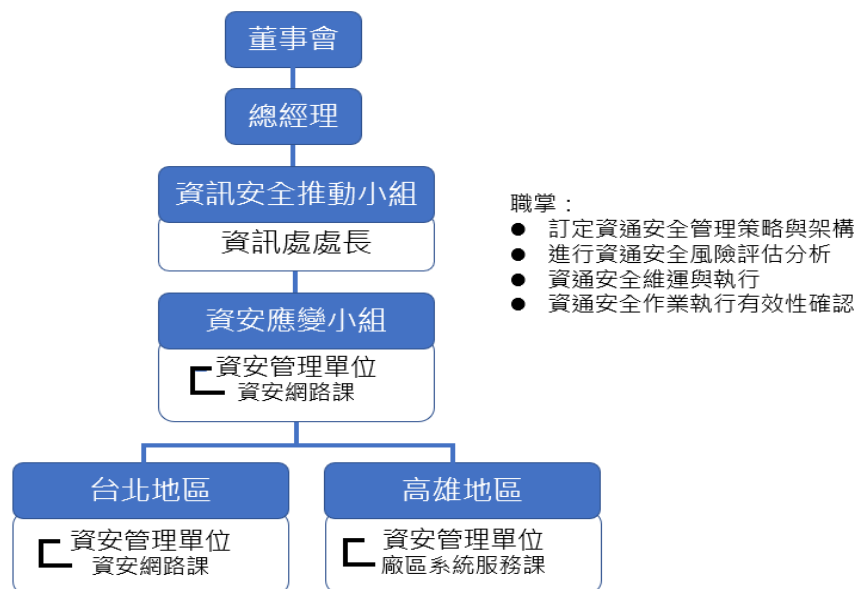 董事會
總經理
資訊安全推動小組
資訊處處長
資安應變小組
資安管理單位
資安網路課
職掌：
● 訂定資通安全管理策略與架構
● 進行資通安全風險評估分析
● 資通安全維運與執行
● 資通安全作業執行有效性確認
台北地區
資安管理單位
資安網路課
高雄地區
資安管理單位
廠區系統服務課